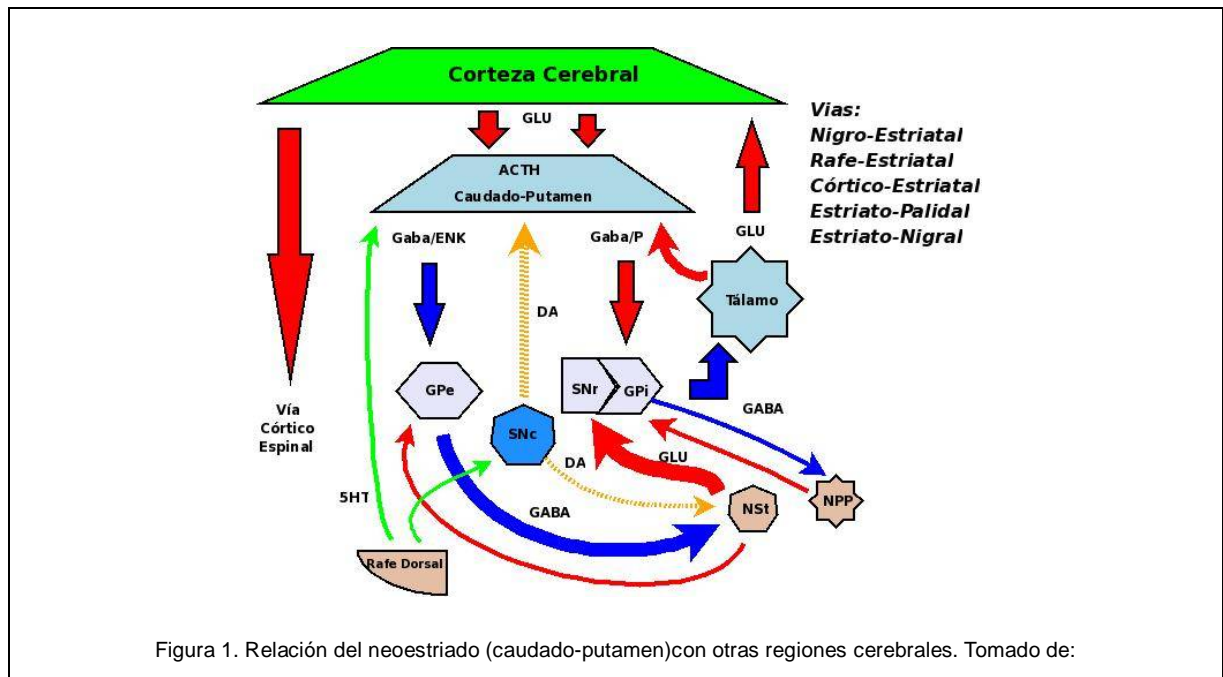 Corteza Cerebral
GLU
ACTH
Caudado-Putamen
Vias:
Nigro-Estriatal
Rafe-Estriatal
Córtico-Estriatal
Estriato-Palidal
Estriato-Nigral
Gaba/ENK
Gaba/P
GLU
Tálamo
DA
GPe
SNr
GPi
GABA
Vía
Córtico
Espinal
SNc
DA
GLU
NSt
NPP
5HT
GABA
Rafe Dorsal
Figura 1. Relación del neoestriado (caudado-putamen)con otras regiones cerebrales. Tomado de: